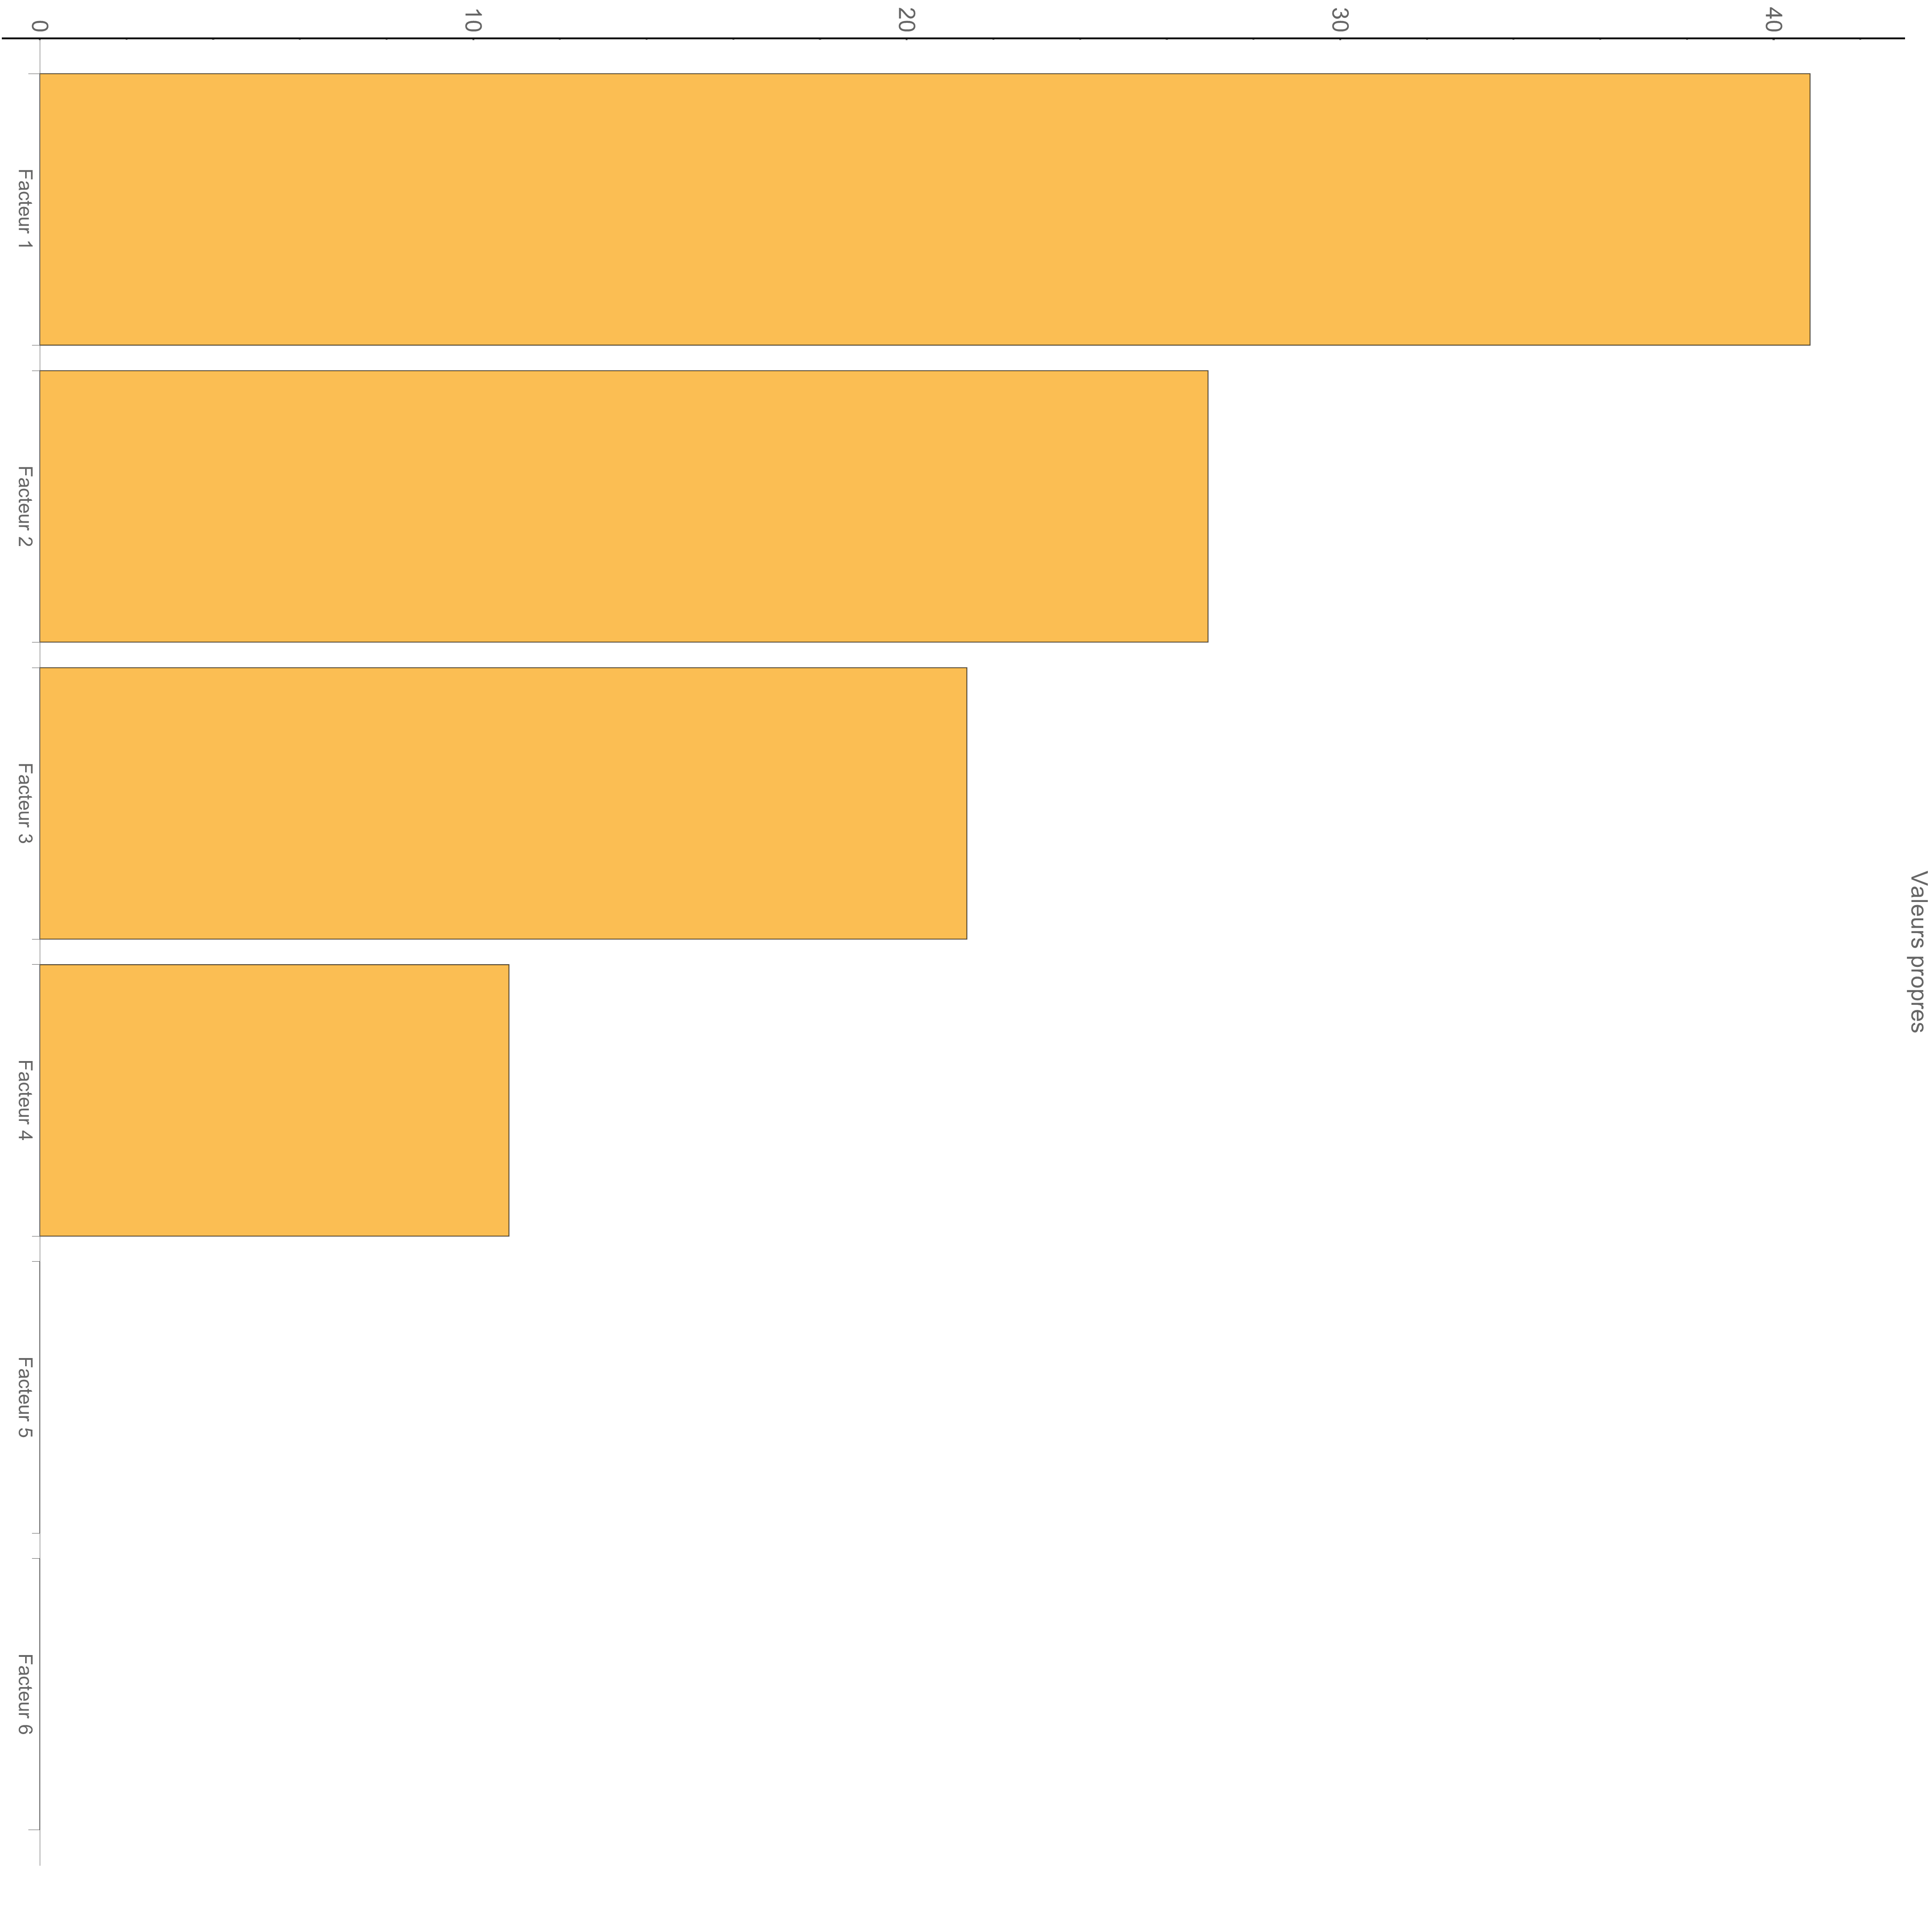 Valeurs propres
40
30
20
10
0
Facteur 1
Facteur 2
Facteur 3
Facteur 4
Facteur 5
Facteur 6